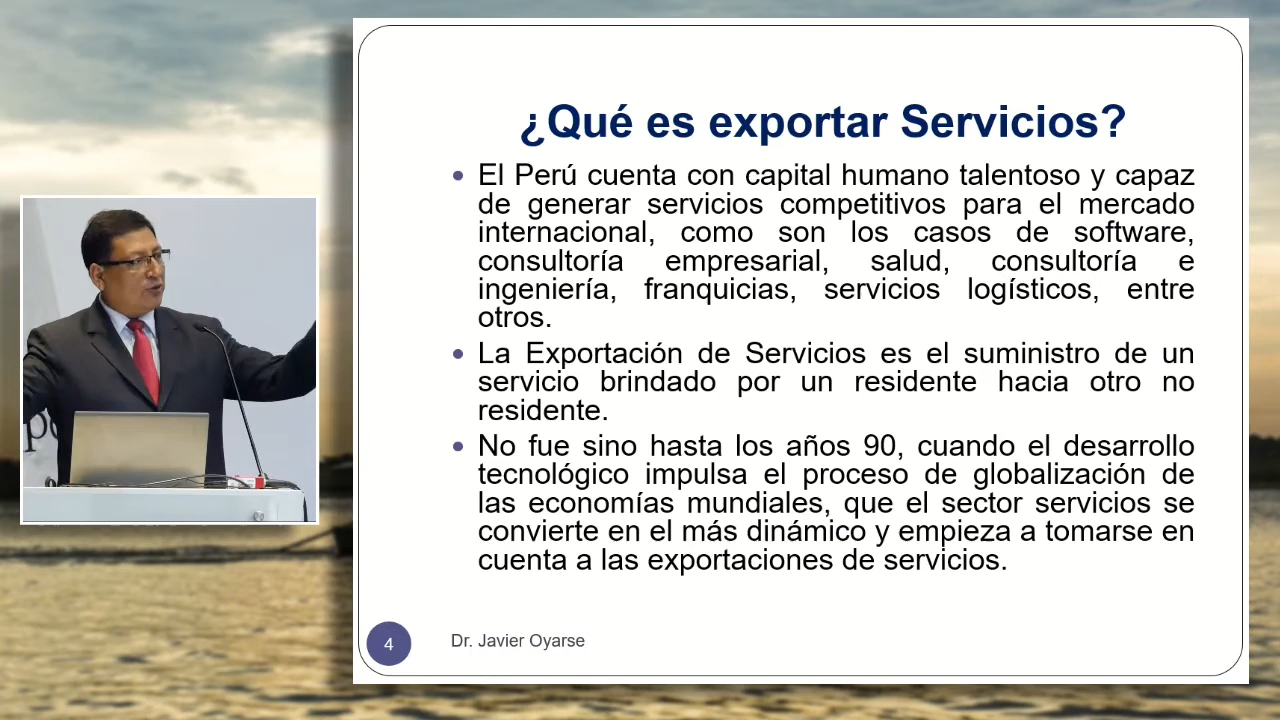 ¿Qué es exportar Servicios?
• El Perú cuenta con capital humano talentoso y capaz
de generar servicios competitivos para el mercado
internacional, como son los casos de software,
consultoría empresarial, salud, consultoría e
ingeniería, franquicias, servicios logísticos, entre
otros.
• La Exportación de Servicios es el suministro de un
servicio brindado por un residente hacia otro no
residente.
• No fue sino hasta los años 90, cuando el desarrollo
tecnológico impulsa el proceso de globalización de
las economías mundiales, que el sector servicios se
convierte en el más dinámico y empieza a tomarse en
cuenta a las exportaciones de servicios.
4
Dr. Javier Oyarse